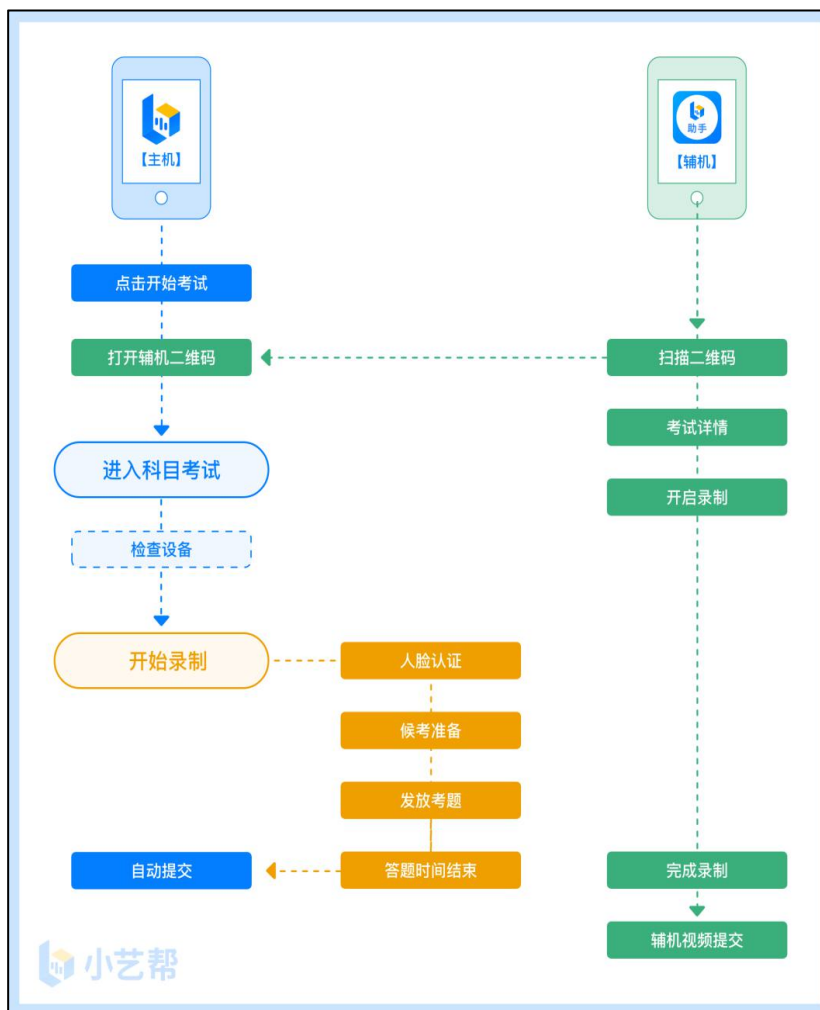 助手
【主机】
【辅机】
点击开始考试
打开辅机二维码
扫描二维码
考试详情
进入科目考试
开启录制
检查设备
开始录制
人脸认证
候考准备
发放考题
自动提交
答题时间结束
完成录制
辅机视频提交
小艺帮